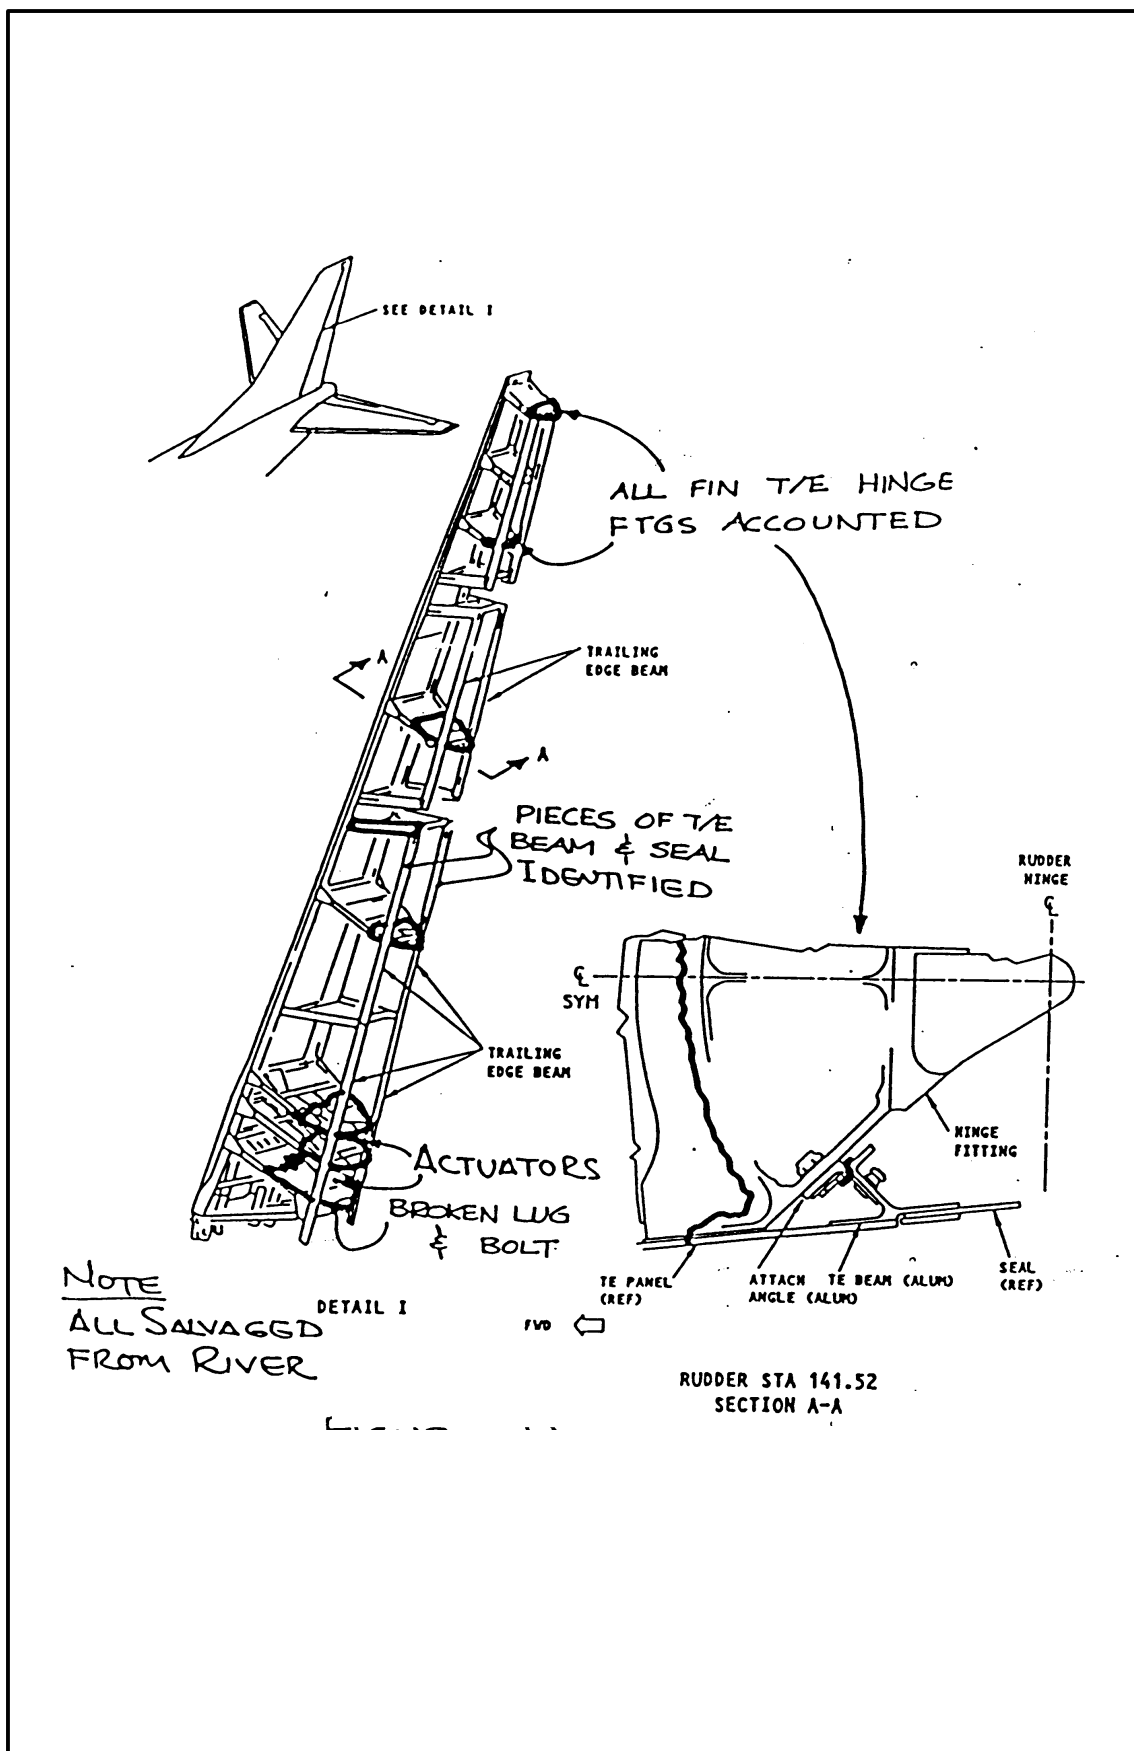 SEE DETAIL I
ALL FIN T/E HINGE
FTGS ACCOUNTED
A
TRAILING
EDGE BEAM
A
PIECES OF T/E
BEAM & SEAL
IDENTIFIED
RUDDER
HINGE
℄
℄
SYM
TRAILING
EDGE BEAM
HINGE
FITTING
ACTUATORS
BROKEN LUG
& BOLT
TE PANEL
(REF)
ATTACH
ANGLE (ALUM)
TE BEAM (ALUM)
SEAL
(REF)
NOTE
ALL SALVAGED
FROM RIVER
DETAIL I
FWD
RUDDER STA 141.52
SECTION A-A